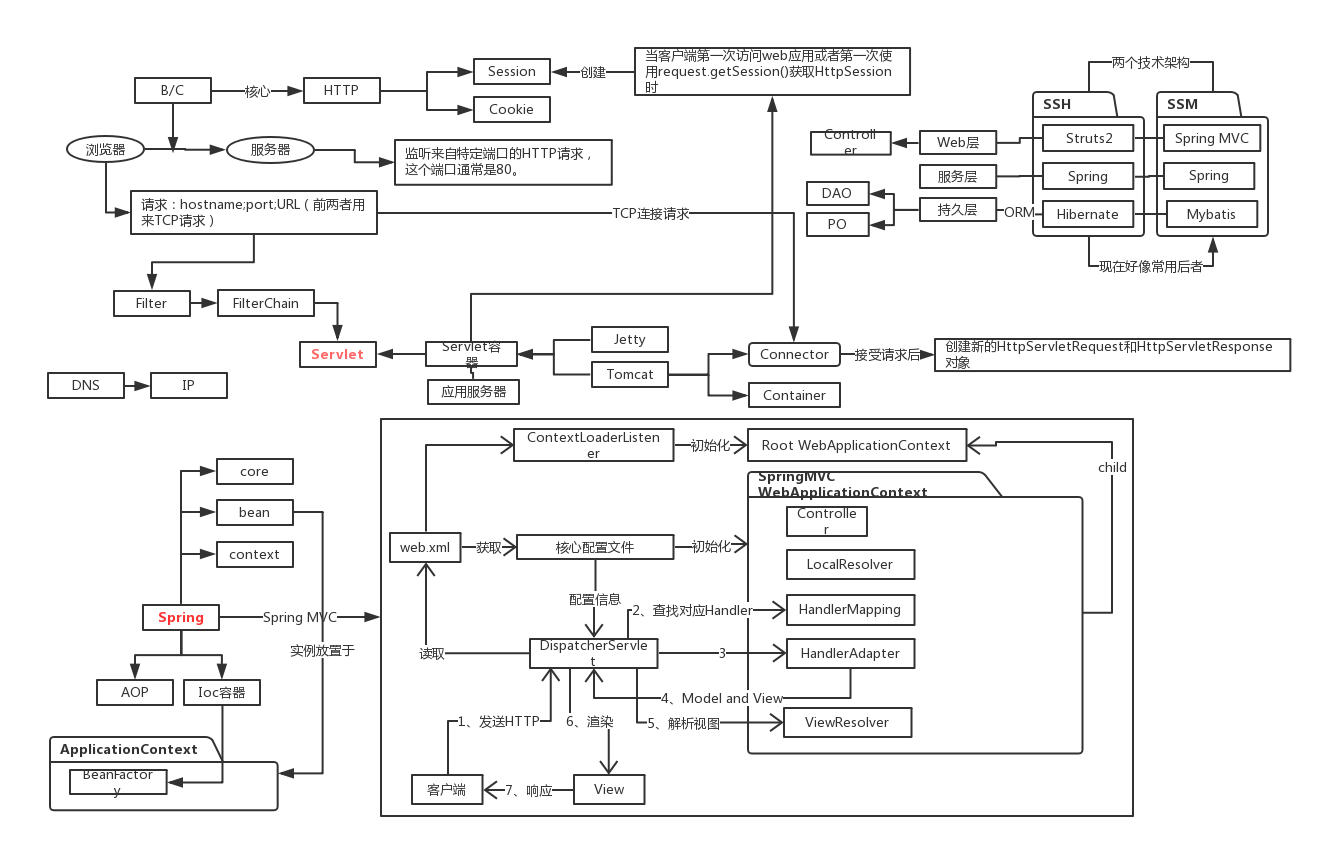 B/C
核心
HTTP
Session
Cookie
创建
当客户端第一次访问web应用或者第一次使
用request.getSession()获取HttpSession
时
两个技术架构
SSH
SSM
Struts2
Spring MVC
Spring
Spring
Hibernate
Mybatis
现在好像常用后者
Controll
er
Web层
服务层
DAO
PO
持久层
ORM
浏览器
服务器
监听来自特定端口的HTTP请求，
这个端口通常是80。
请求：hostname;port;URL（前两者用
来TCP请求）
TCP连接请求
Filter
FilterChain
Servlet
Servlet容
器
应用服务器
Jetty
Tomcat
Connector
Container
接受请求后
创建新的HttpServletRequest和HttpServletResponse
对象
DNS
IP
core
bean
context
Spring
Spring MVC
实例放置于
AOP
Ioc容器
ApplicationContext
BeanFactor
y
ContextLoaderListen
er
初始化
Root WebApplicationContext
child
SpringMVC
WebApplicationContext
Controlle
r
LocalResolver
HandlerMapping
HandlerAdapter
ViewResolver
web.xml
获取
核心配置文件
初始化
配置信息
2、查找对应Handler
DispatcherServle
t
读取
3
4、Model and View
1、发送HTTP
6、渲染
5、解析视图
客户端
7、响应
View